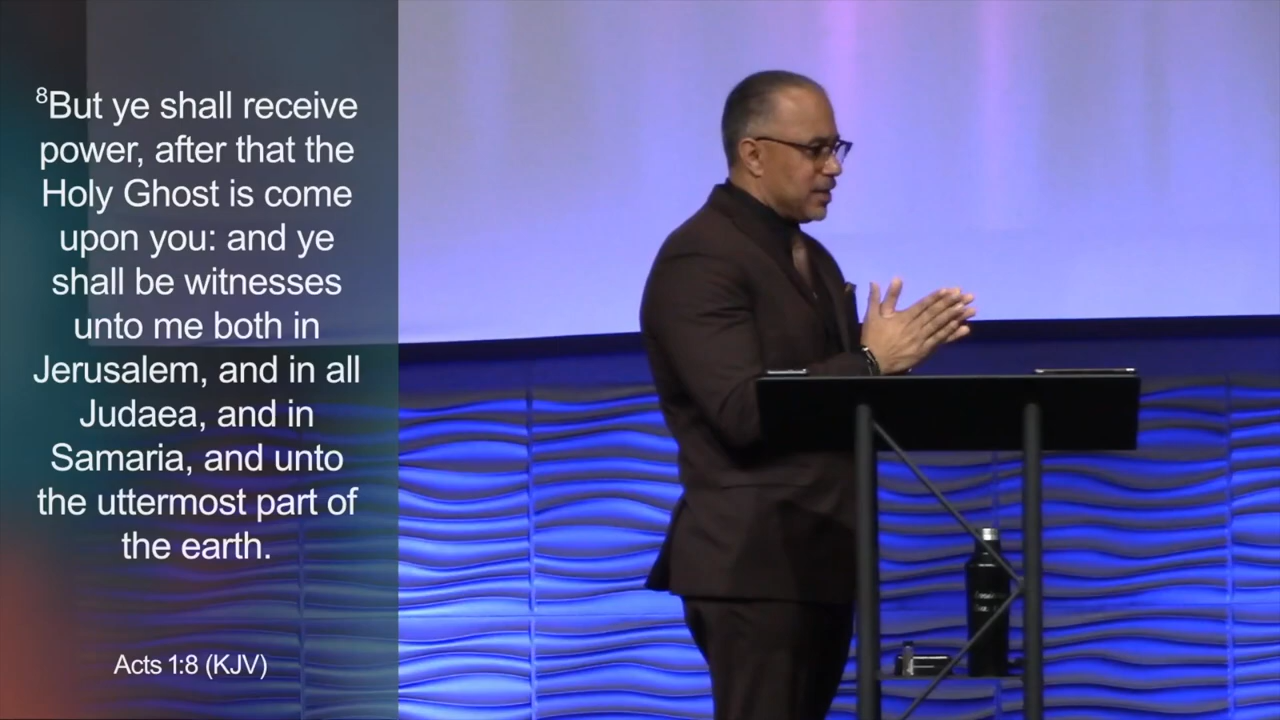 ⁸But ye shall receive
power, after that the
Holy Ghost is come
upon you: and ye
shall be witnesses
unto me both in
Jerusalem, and in all
Judaea, and in
Samaria, and unto
the uttermost part of
the earth.
Acts 1:8 (KJV)